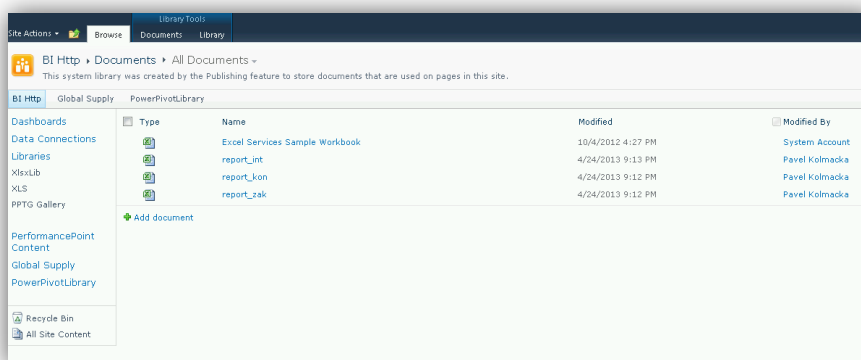 Library Tools
Site Actions Browse Documents Library
BI Http Documents All Documents
This system library was created by the Publishing feature to store documents that are used on pages in this site.
BI Http Global Supply PowerPivotLibrary
Dashboards
Data Connections
Libraries
XlsxLib
XLS
PPTG Gallery
PerformancePoint
Content
Global Supply
PowerPivotLibrary
Recycle Bin
All Site Content
Type Name Modified Modified By
Excel Services Sample Workbook 10/4/2012 4:27 PM System Account
report_int 4/24/2013 9:13 PM Pavel Kolmacka
report_kon 4/24/2013 9:12 PM Pavel Kolmacka
report_zak 4/24/2013 9:12 PM Pavel Kolmacka
Add document